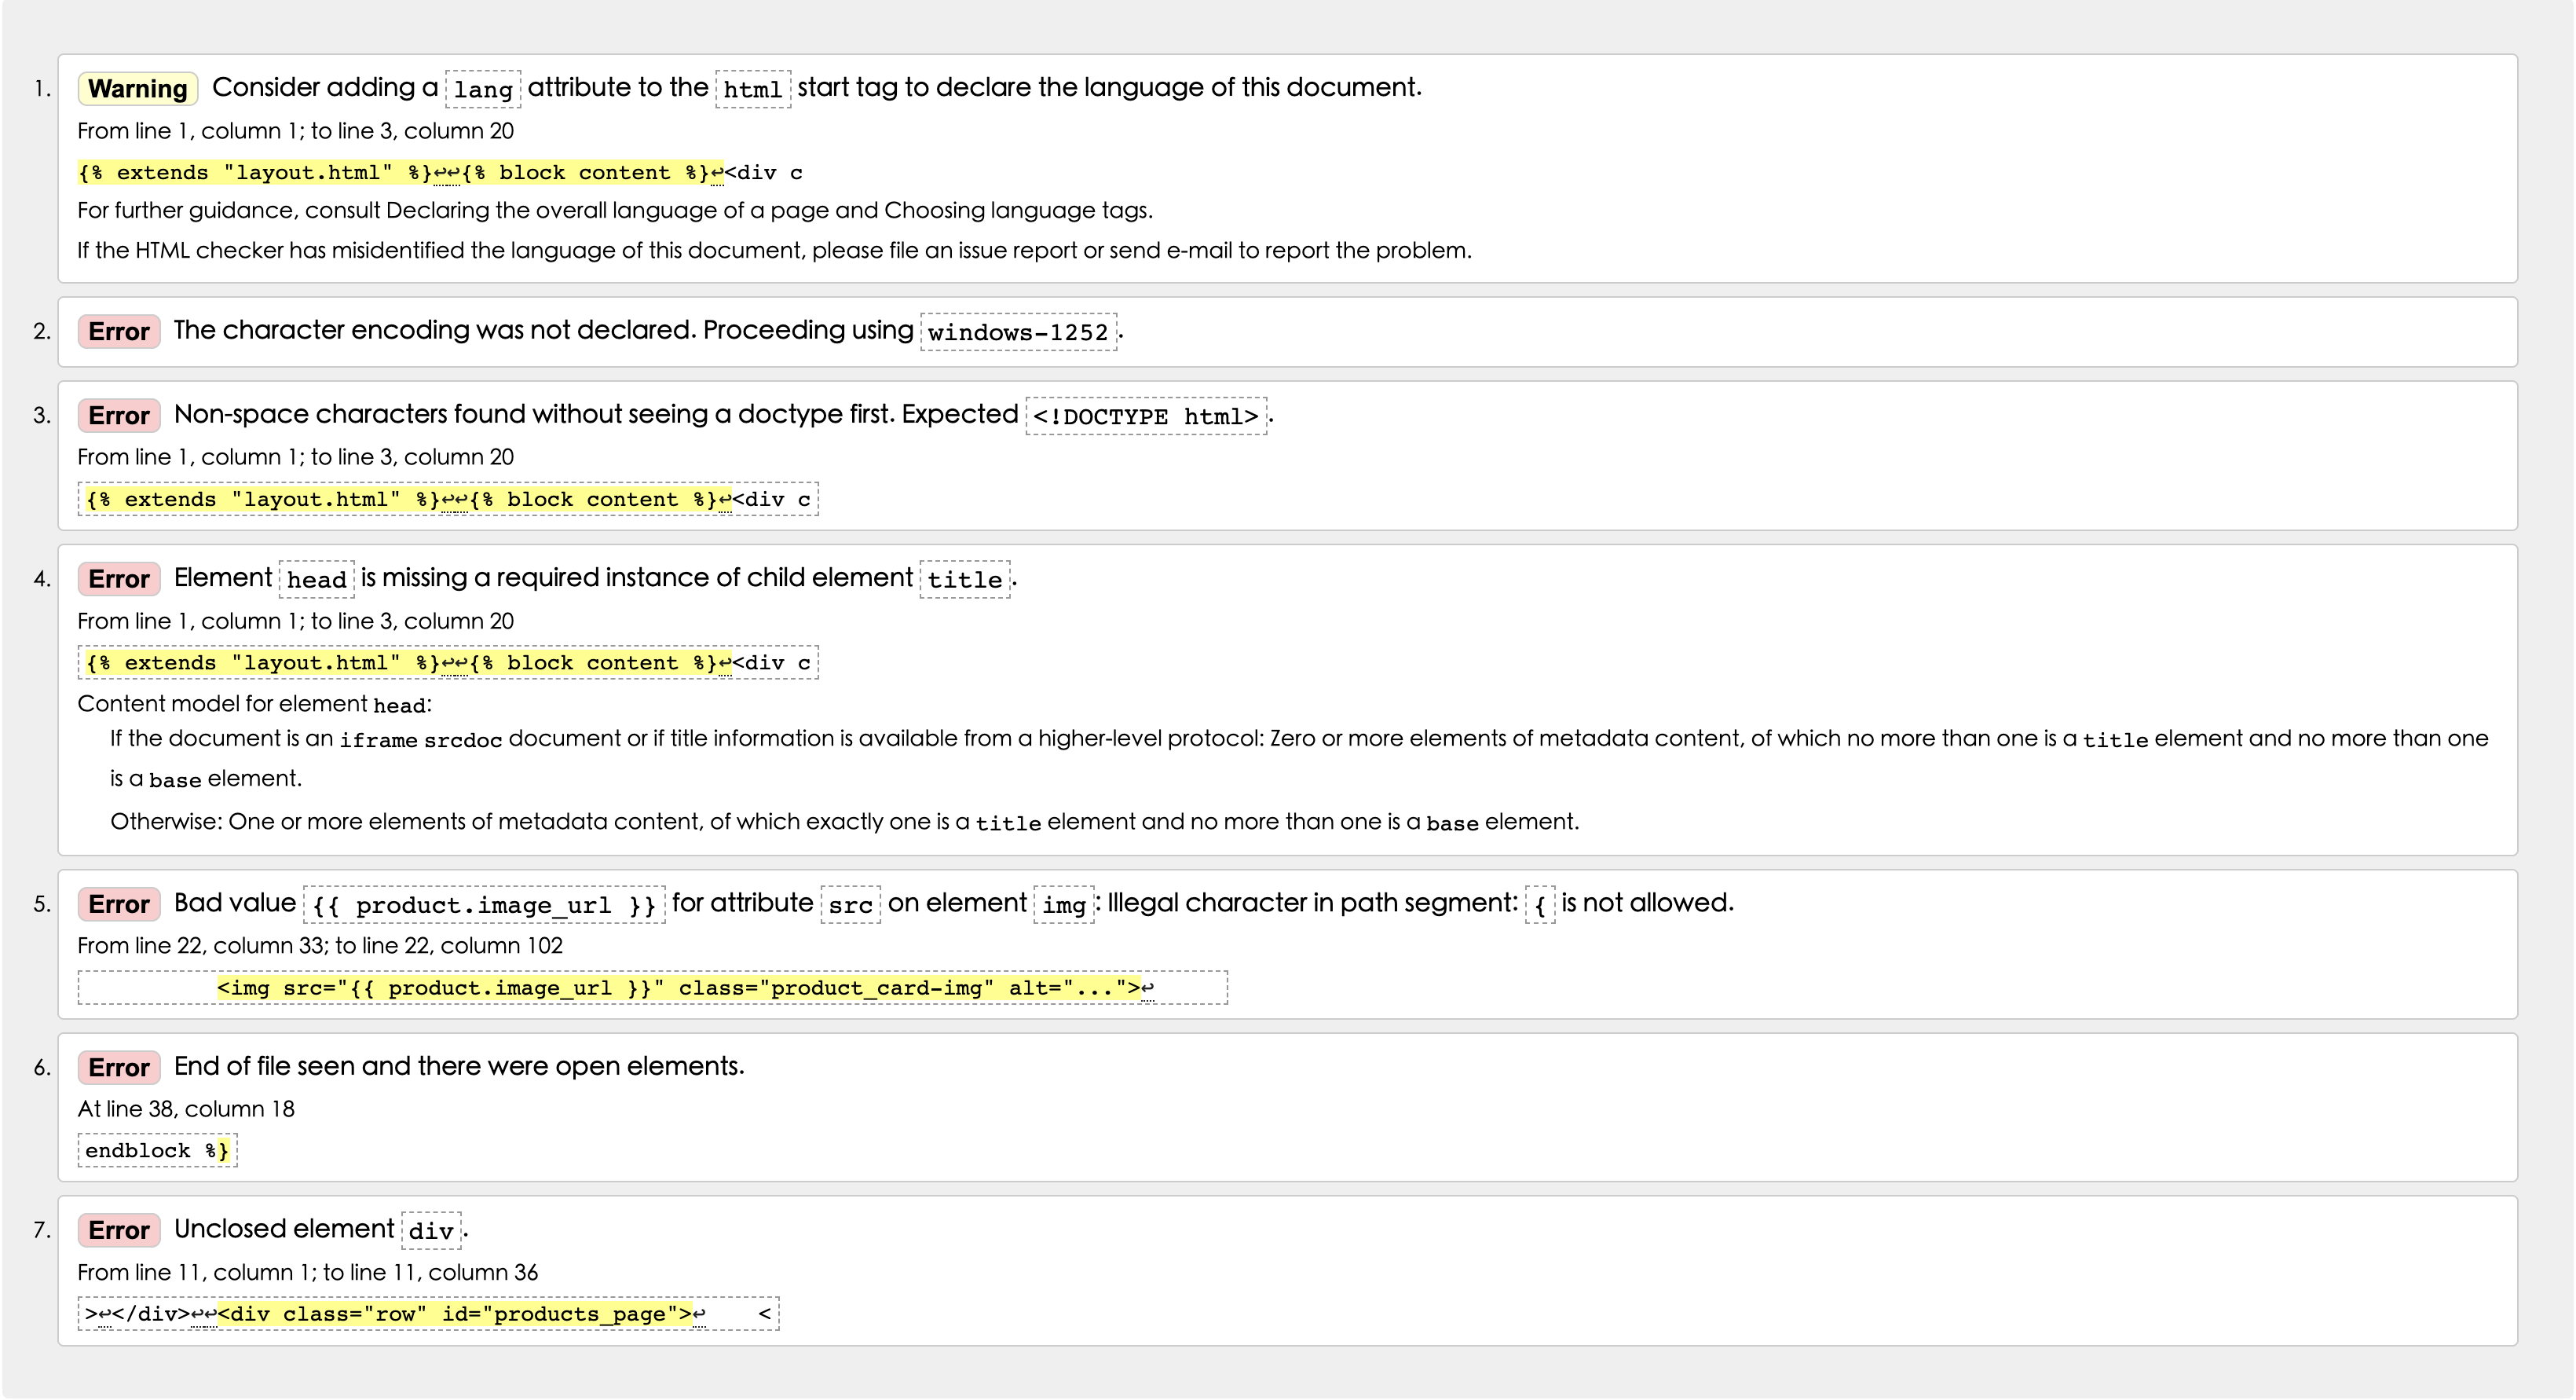 1. Warning Consider adding a lang attribute to the html start tag to declare the language of this document.
From line 1, column 1; to line 3, column 20
{% extends "layout.html" %}↩↩{% block content %}↩<div c
For further guidance, consult Declaring the overall language of a page and Choosing language tags.
If the HTML checker has misidentified the language of this document, please file an issue report or send e-mail to report the problem.
2. Error The character encoding was not declared. Proceeding using windows-1252.
3. Error Non-space characters found without seeing a doctype first. Expected <!DOCTYPE html>.
From line 1, column 1; to line 3, column 20
{% extends "layout.html" %}↩↩{% block content %}↩<div c
4. Error Element head is missing a required instance of child element title.
From line 1, column 1; to line 3, column 20
{% extends "layout.html" %}↩↩{% block content %}↩<div c
Content model for element head:
If the document is an iframe srcdoc document or if title information is available from a higher-level protocol: Zero or more elements of metadata content, of which no more than one is a title element and no more than one
is a base element.
Otherwise: One or more elements of metadata content, of which exactly one is a title element and no more than one is a base element.
5. Error Bad value {{ product.image_url }} for attribute src on element img: Illegal character in path segment: { is not allowed.
From line 22, column 33; to line 22, column 102
<img src="{{ product.image_url }}" class="product_card-img" alt="...">↩
6. Error End of file seen and there were open elements.
At line 38, column 18
endblock %}
7. Error Unclosed element div.
From line 11, column 1; to line 11, column 36
>↩</div>↩↩<div class="row" id="products_page">↩    <